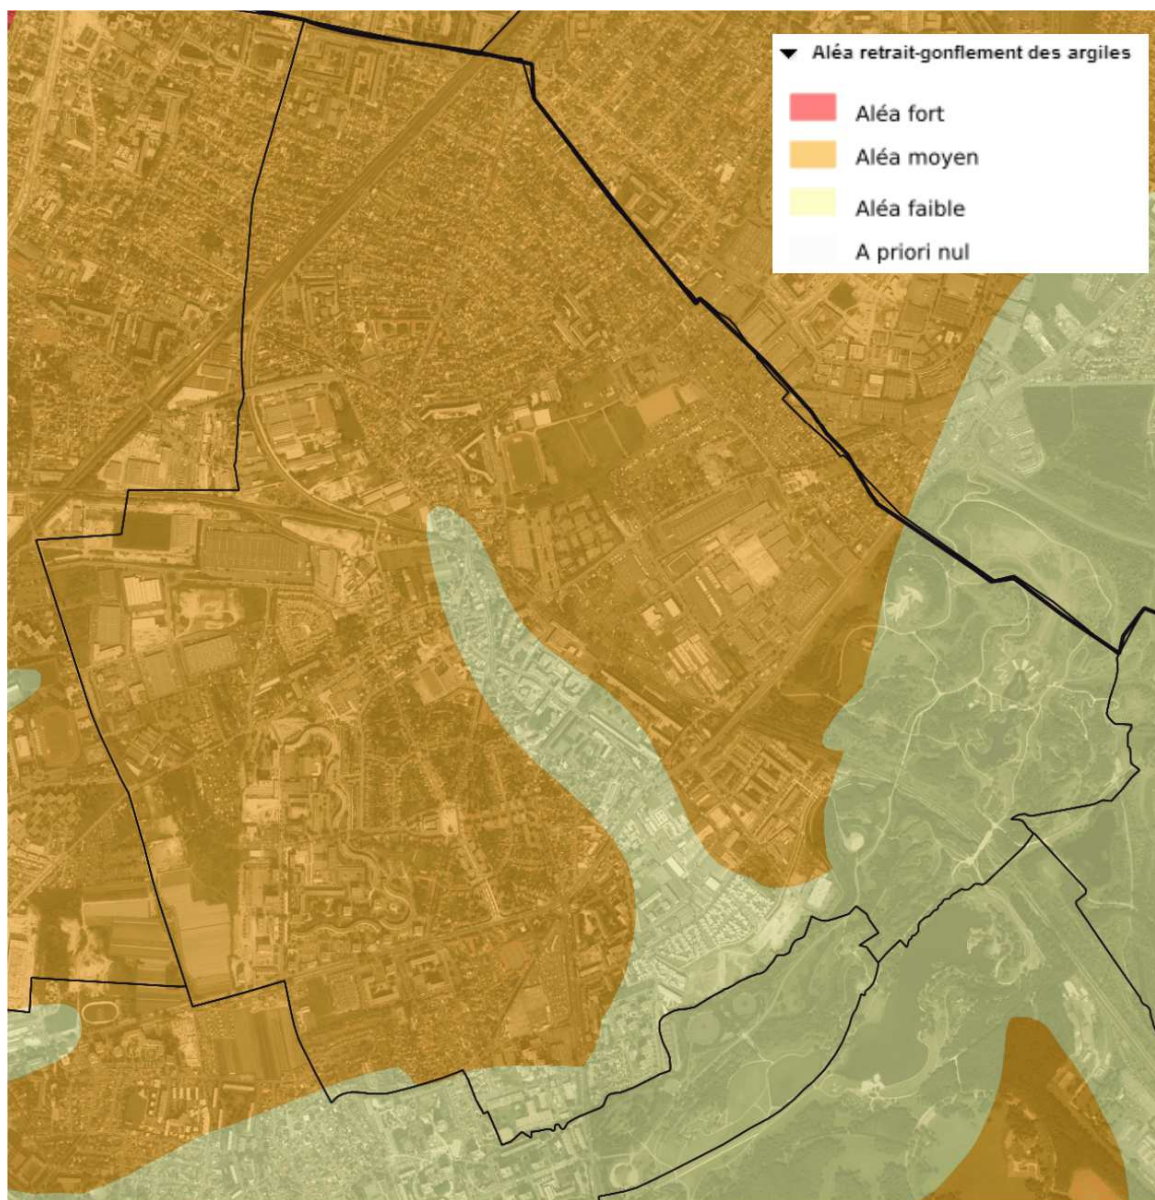 Aléa retrait-gonflement des argiles
Aléa fort
Aléa moyen
Aléa faible
A priori nul